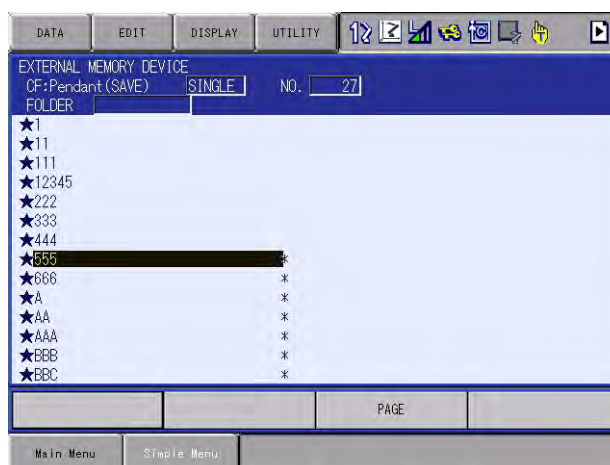 DATA EDIT DISPLAY UTILITY
EXTERNAL MEMORY DEVICE
CF:Pendant(SAVE) SINGLE NO. 27
FOLDER
★1
★11
★111
★12345
★222
★333
★444
★555 *
★666 *
★A *
★AA *
★AAA *
★BBB *
★BBC *
PAGE
Main Menu Simple Menu